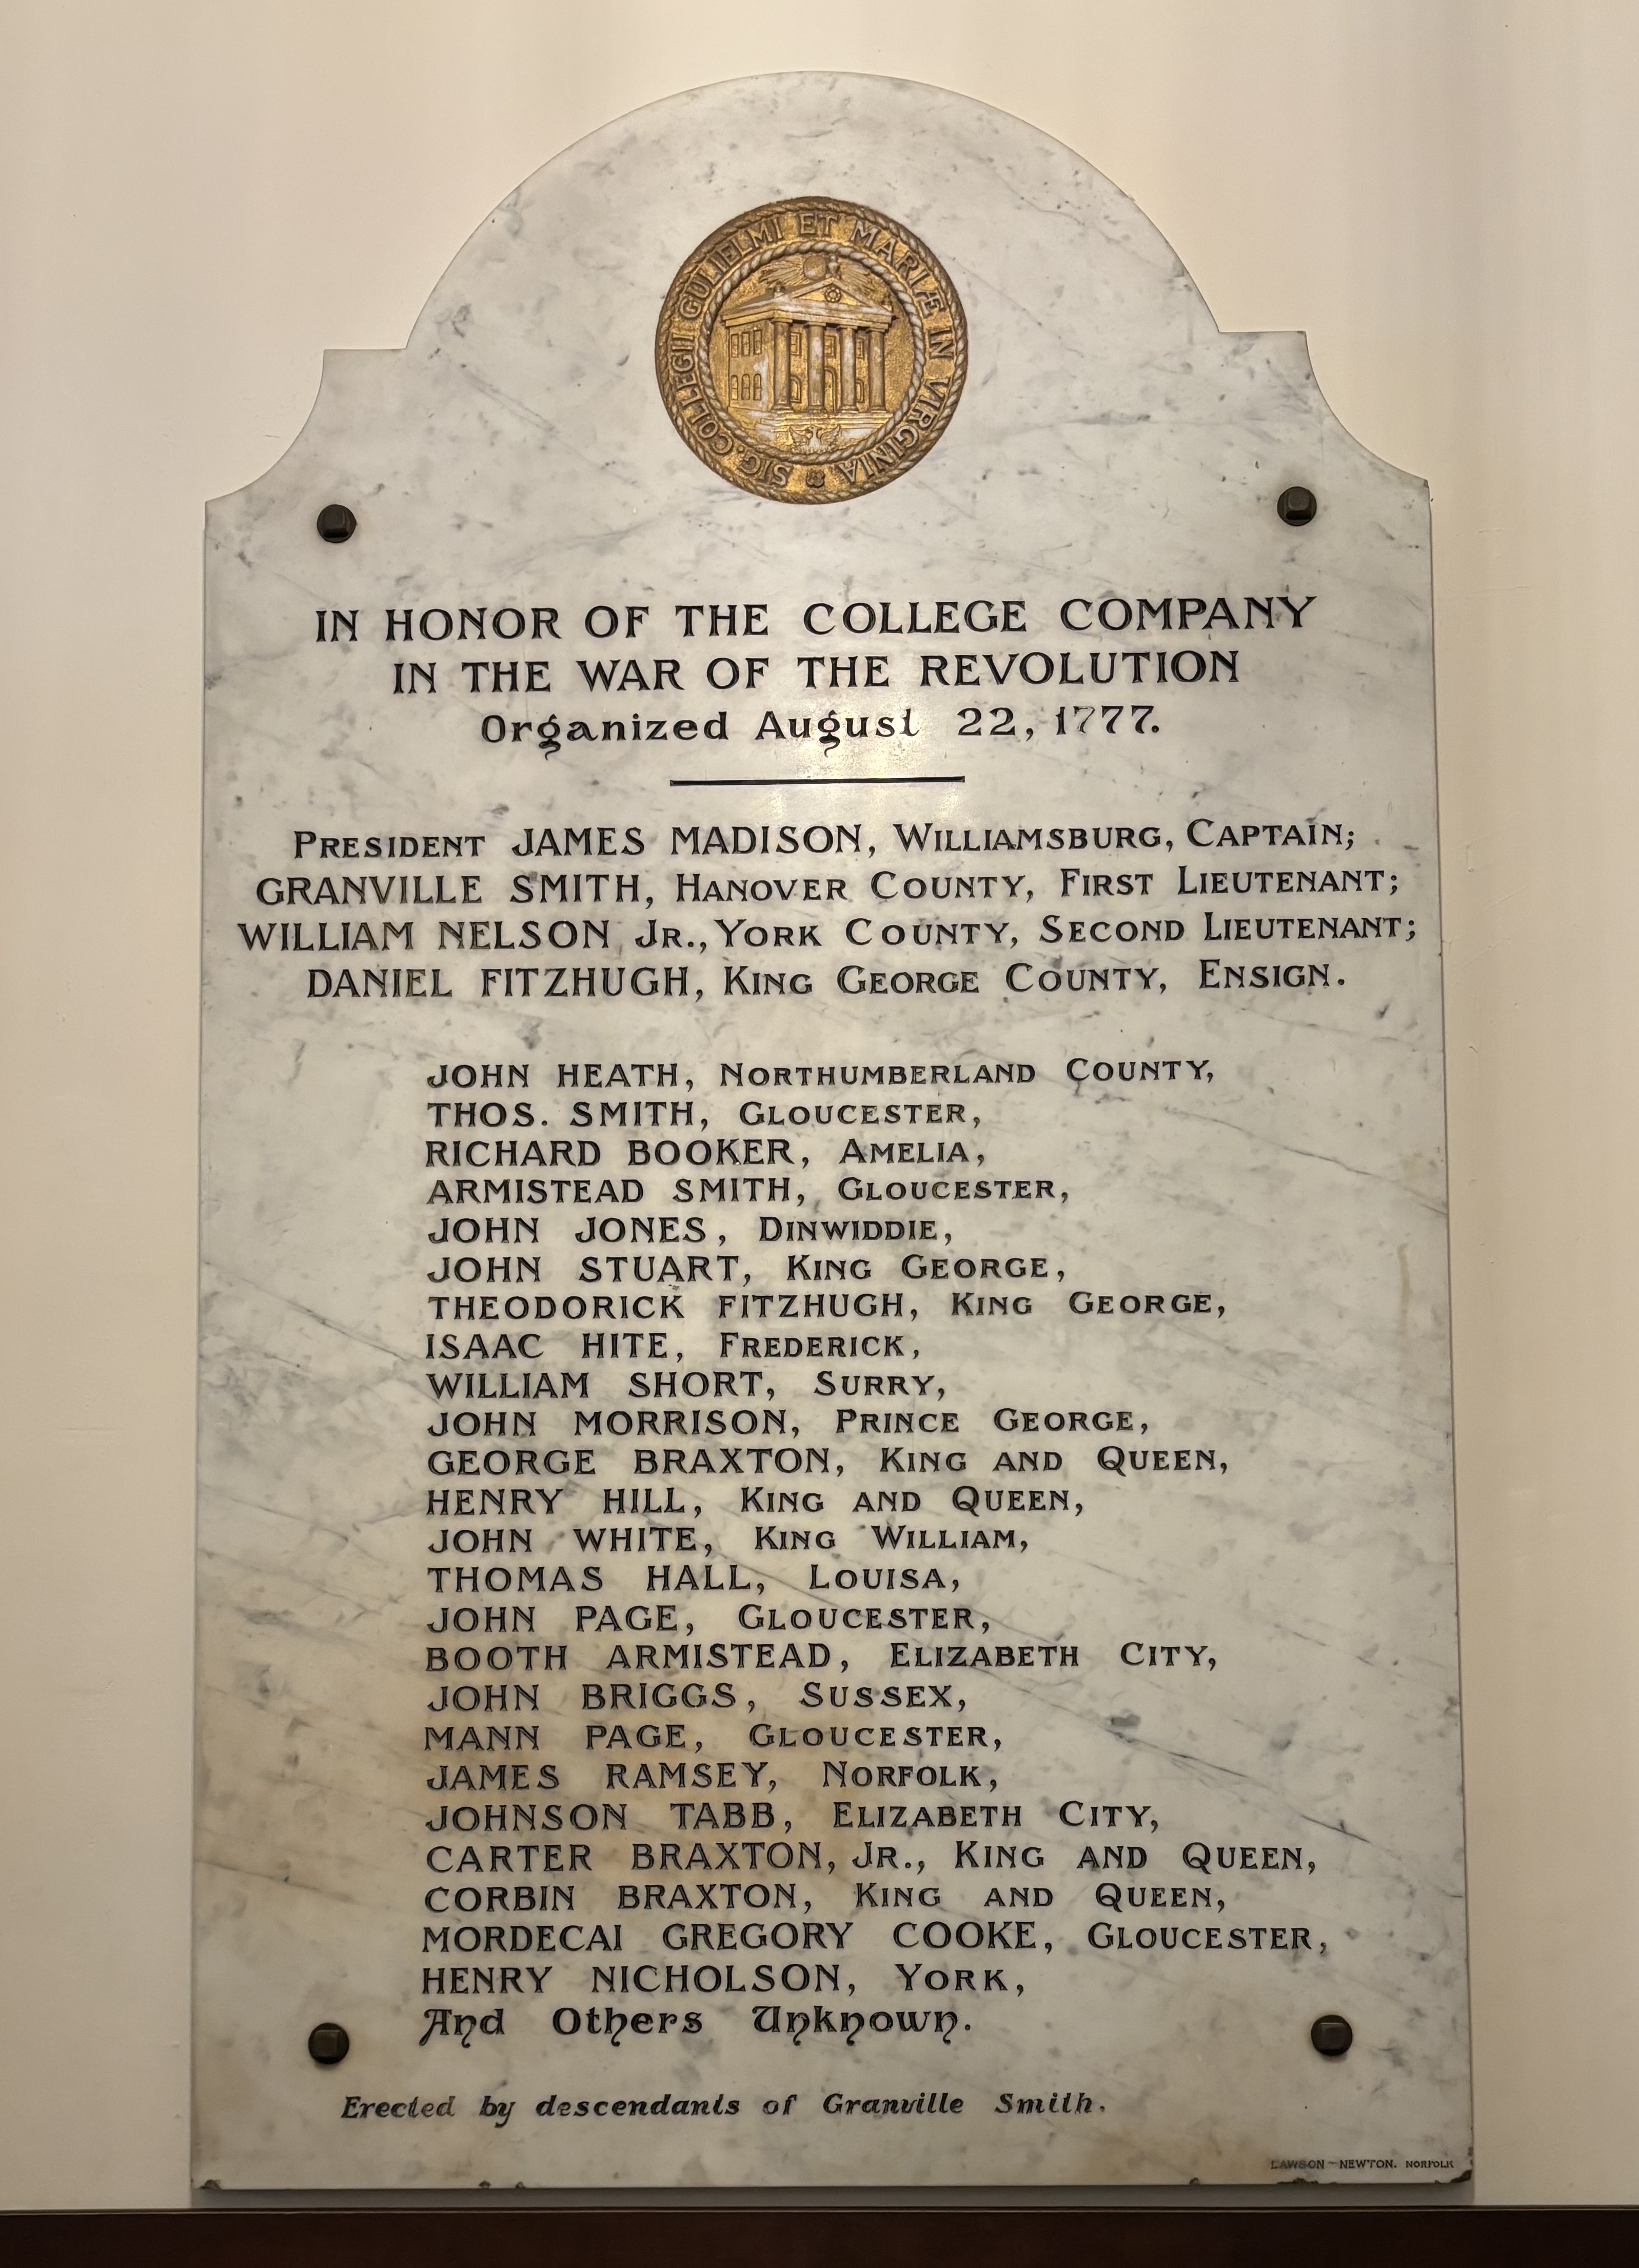 SIG. COLLEGII GULIELMI ET MARIÆ IN VIRGINIA
IN HONOR OF THE COLLEGE COMPANY
IN THE WAR OF THE REVOLUTION
Organized August 22, 1777.
PRESIDENT JAMES MADISON, WILLIAMSBURG, CAPTAIN;
GRANVILLE SMITH, HANOVER COUNTY, FIRST LIEUTENANT;
WILLIAM NELSON JR., YORK COUNTY, SECOND LIEUTENANT;
DANIEL FITZHUGH, KING GEORGE COUNTY, ENSIGN.
JOHN HEATH, NORTHUMBERLAND COUNTY,
THOS. SMITH, GLOUCESTER,
RICHARD BOOKER, AMELIA,
ARMISTEAD SMITH, GLOUCESTER,
JOHN JONES, DINWIDDIE,
JOHN STUART, KING GEORGE,
THEODORICK FITZHUGH, KING GEORGE,
ISAAC HITE, FREDERICK,
WILLIAM SHORT, SURRY,
JOHN MORRISON, PRINCE GEORGE,
GEORGE BRAXTON, KING AND QUEEN,
HENRY HILL, KING AND QUEEN,
JOHN WHITE, KING WILLIAM,
THOMAS HALL, LOUISA,
JOHN PAGE, GLOUCESTER,
BOOTH ARMISTEAD, ELIZABETH CITY,
JOHN BRIGGS, SUSSEX,
MANN PAGE, GLOUCESTER,
JAMES RAMSEY, NORFOLK,
JOHNSON TABB, ELIZABETH CITY,
CARTER BRAXTON, JR., KING AND QUEEN,
CORBIN BRAXTON, KING AND QUEEN,
MORDECAI GREGORY COOKE, GLOUCESTER,
HENRY NICHOLSON, YORK,
And Others Unknown.
Erected by descendants of Granville Smith.
LAWSON - NEWTON. NORFOLK